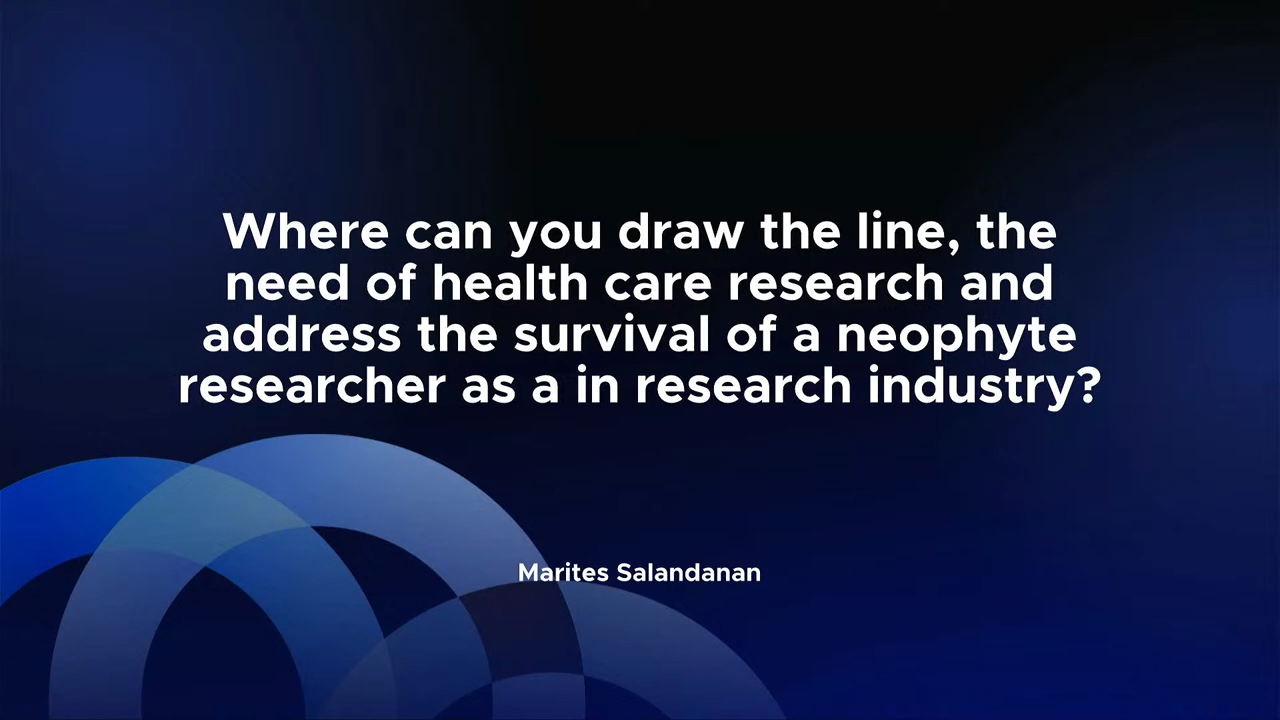 Where can you draw the line, the
need of health care research and
address the survival of a neophyte
researcher as a in research industry?
Marites Salandanan